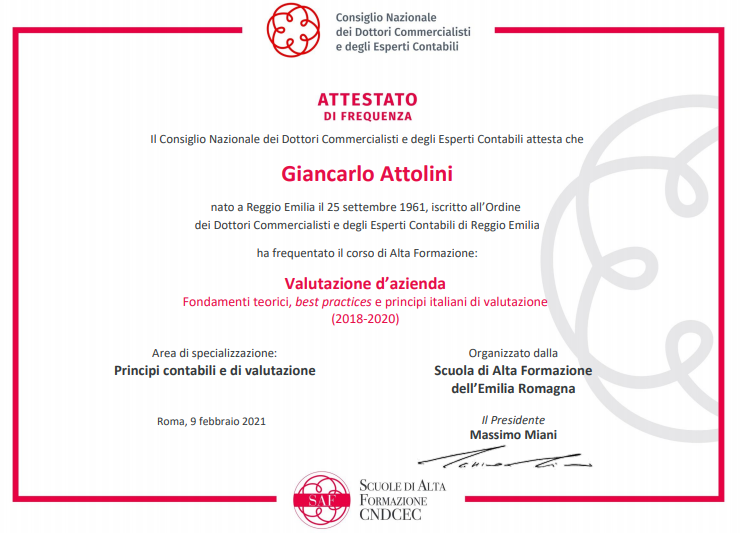 Consiglio Nazionale
dei Dottori Commercialisti
e degli Esperti Contabili
ATTESTATO
DI FREQUENZA
Il Consiglio Nazionale dei Dottori Commercialisti e degli Esperti Contabili attesta che
Giancarlo Attolini
nato a Reggio Emilia il 25 settembre 1961, iscritto all’Ordine
dei Dottori Commercialisti e degli Esperti Contabili di Reggio Emilia
ha frequentato il corso di Alta Formazione:
Valutazione d’azienda
Fondamenti teorici, best practices e principi italiani di valutazione
(2018-2020)
Area di specializzazione:
Principi contabili e di valutazione
Organizzato dalla
Scuola di Alta Formazione
dell’Emilia Romagna
Roma, 9 febbraio 2021
Il Presidente
Massimo Miani
SAF
SCUOLE DI ALTA
FORMAZIONE
CNDCEC